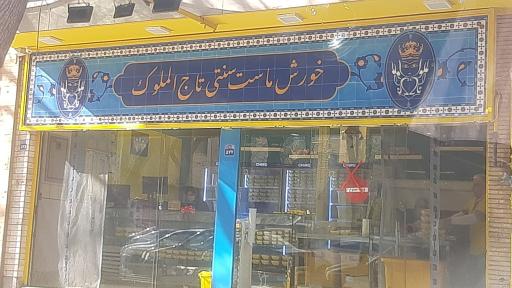 خورش ماست سنتی تاج الملوک